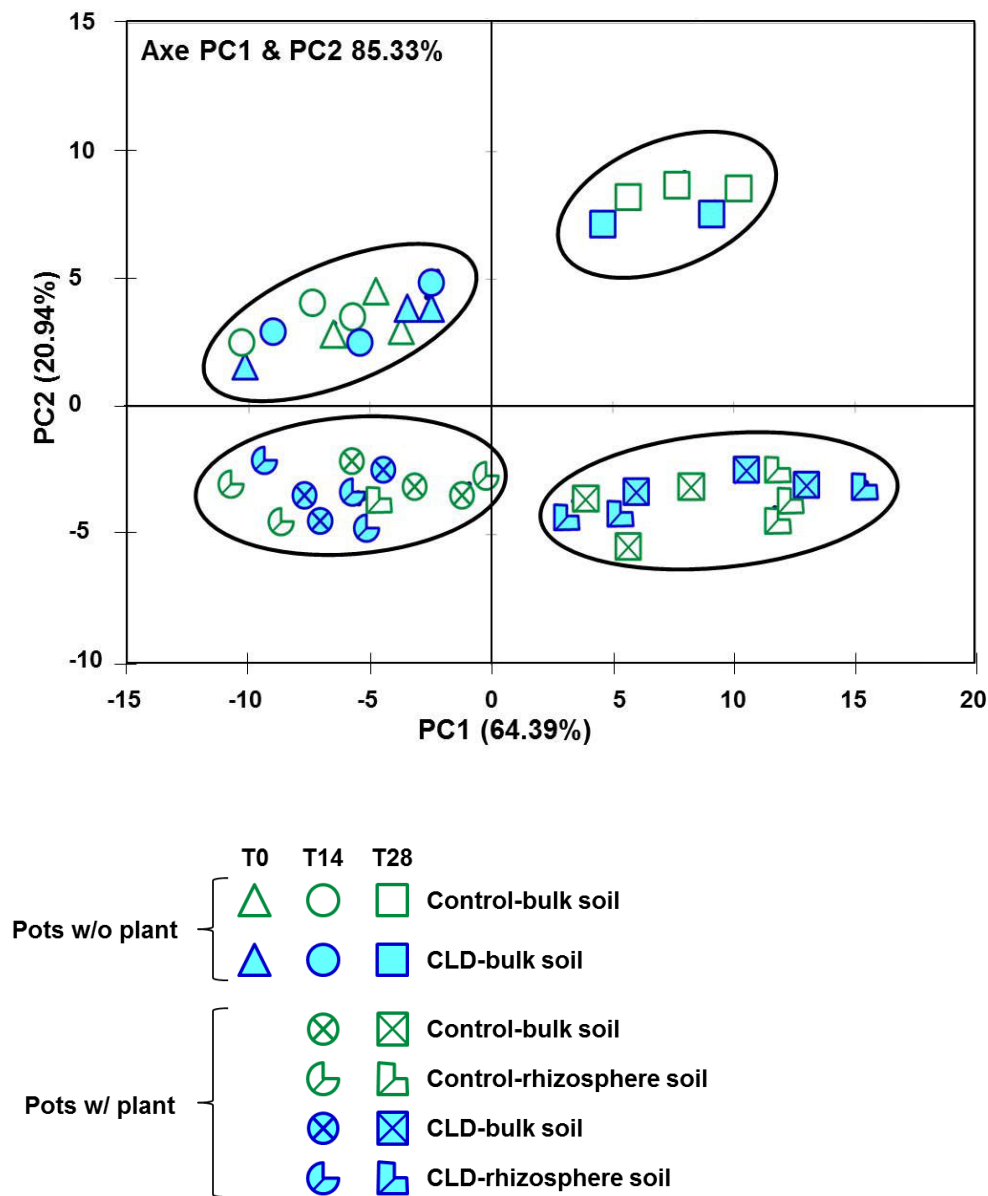 15
Axe PC1 & PC2 85.33%
10
5
0
-5
-10
PC2 (20.94%)
-15 -10 -5 0 5 10 15 20
PC1 (64.39%)
T0 T14 T28
Pots w/o plant
Control-bulk soil
CLD-bulk soil
Pots w/ plant
Control-bulk soil
Control-rhizosphere soil
CLD-bulk soil
CLD-rhizosphere soil